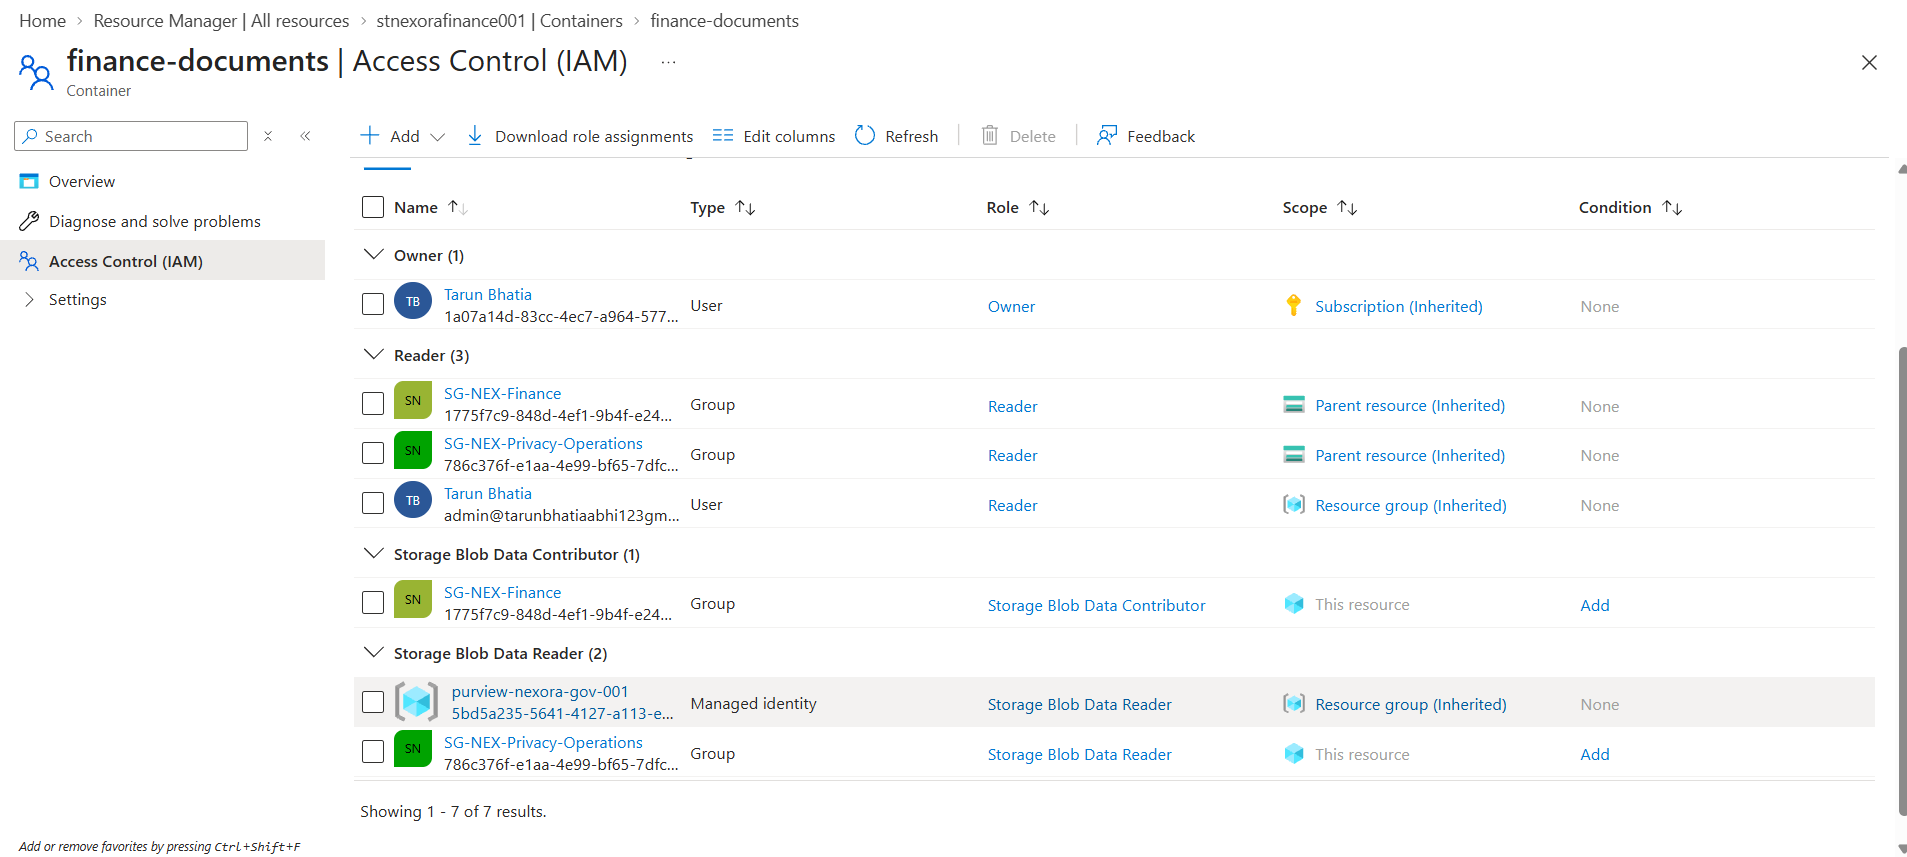 Home > Resource Manager | All resources > stnexorafinance001 | Containers > finance-documents
finance-documents | Access Control (IAM) ...
Container
Search
Add
Download role assignments
Edit columns
Refresh
Delete
Feedback
Overview
Diagnose and solve problems
Access Control (IAM)
Settings
Name Type Role Scope Condition
Owner (1)
TB Tarun Bhatia
1a07a14d-83cc-4ec7-a964-577... User Owner Subscription (Inherited) None
Reader (3)
SN SG-NEX-Finance
1775f7c9-848d-4ef1-9b4f-e24... Group Reader Parent resource (Inherited) None
SN SG-NEX-Privacy-Operations
786c376f-e1aa-4e99-bf65-7dfc... Group Reader Parent resource (Inherited) None
TB Tarun Bhatia
admin@tarunbhatiaabhi123gm... User Reader Resource group (Inherited) None
Storage Blob Data Contributor (1)
SN SG-NEX-Finance
1775f7c9-848d-4ef1-9b4f-e24... Group Storage Blob Data Contributor This resource Add
Storage Blob Data Reader (2)
purview-nexora-gov-001
5bd5a235-5641-4127-a113-e... Managed identity Storage Blob Data Reader Resource group (Inherited) None
SN SG-NEX-Privacy-Operations
786c376f-e1aa-4e99-bf65-7dfc... Group Storage Blob Data Reader This resource Add
Showing 1 - 7 of 7 results.
Add or remove favorites by pressing Ctrl+Shift+F